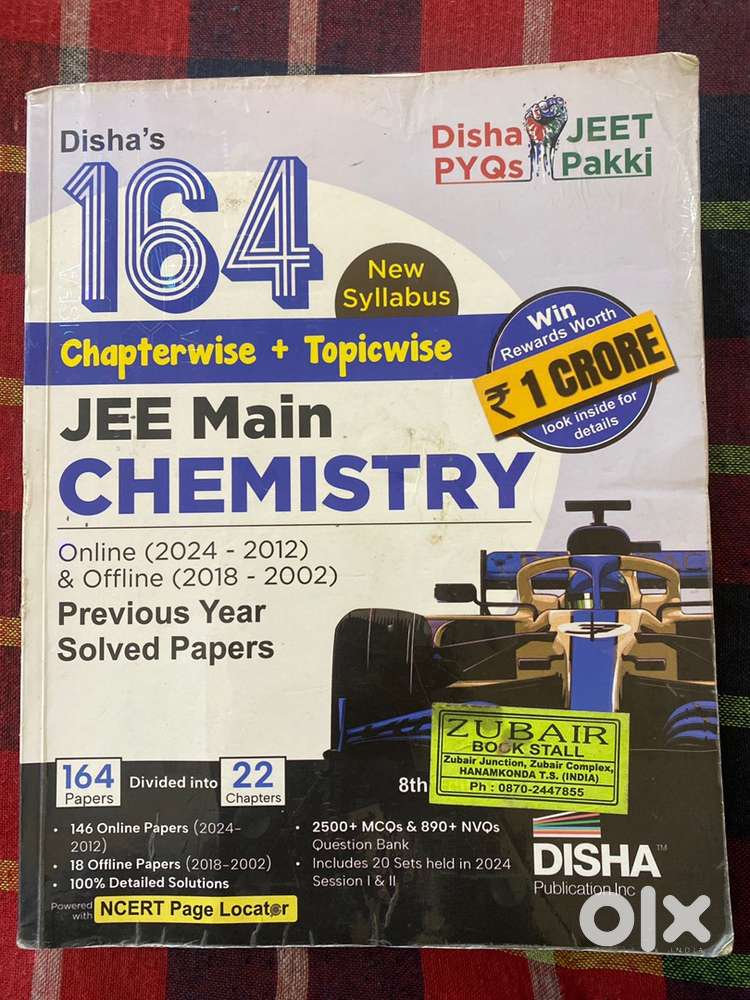 Disha's
164
Disha
PYQs
JEET
Pakki
New
Syllabus
Chapterwise + Topicwise
Win
Rewards Worth
₹ 1 CRORE
look inside for
details
JEE Main
CHEMISTRY
Online (2024 - 2012)
& Offline (2018 - 2002)
Previous Year
Solved Papers
ZUBAIR
BOOK STALL
Zubair Junction, Zubair Complex,
HANAMKONDA T.S. (INDIA)
Ph : 0870-2447855
164
Papers
Divided into
22
Chapters
8th
• 146 Online Papers (2024-
2012)
• 18 Offline Papers (2018-2002)
• 100% Detailed Solutions
• 2500+ MCQs & 890+ NVQs
Question Bank
• Includes 20 Sets held in 2024
Session I & II
Powered
with
NCERT Page Locator
DISHA™
Publication Inc
olx
INDIA